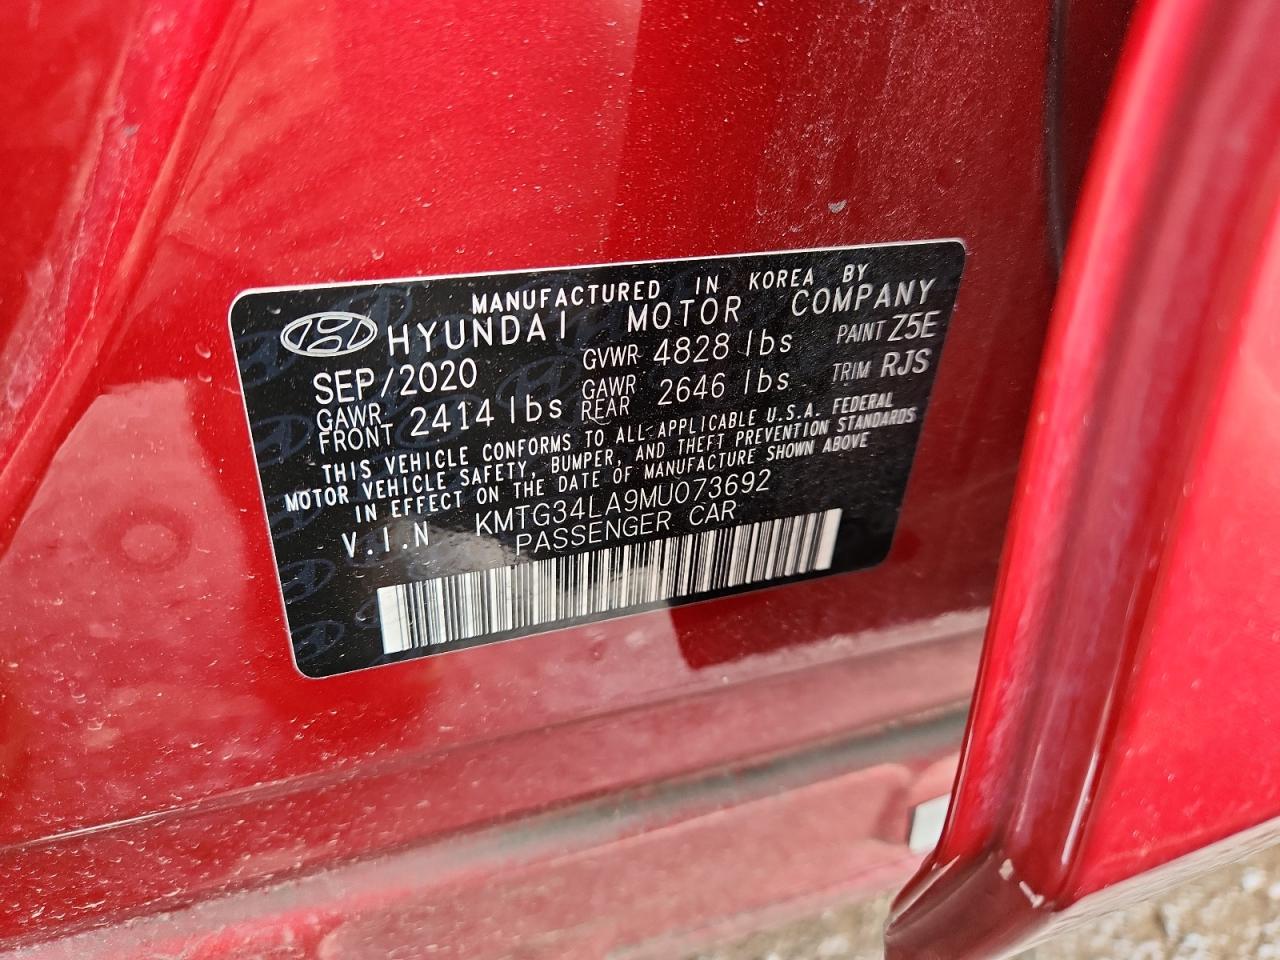 MANUFACTURED IN KOREA BY
HYUNDAI MOTOR COMPANY
SEP/2020 GVWR 4828 lbs PAINT Z5E
GAWR FRONT 2414 lbs GAWR REAR 2646 lbs TRIM RJS
THIS VEHICLE CONFORMS TO ALL APPLICABLE U.S.A. FEDERAL
MOTOR VEHICLE SAFETY, BUMPER, AND THEFT PREVENTION STANDARDS
IN EFFECT ON THE DATE OF MANUFACTURE SHOWN ABOVE
V.I.N KMTG34LA9MU073692
PASSENGER CAR